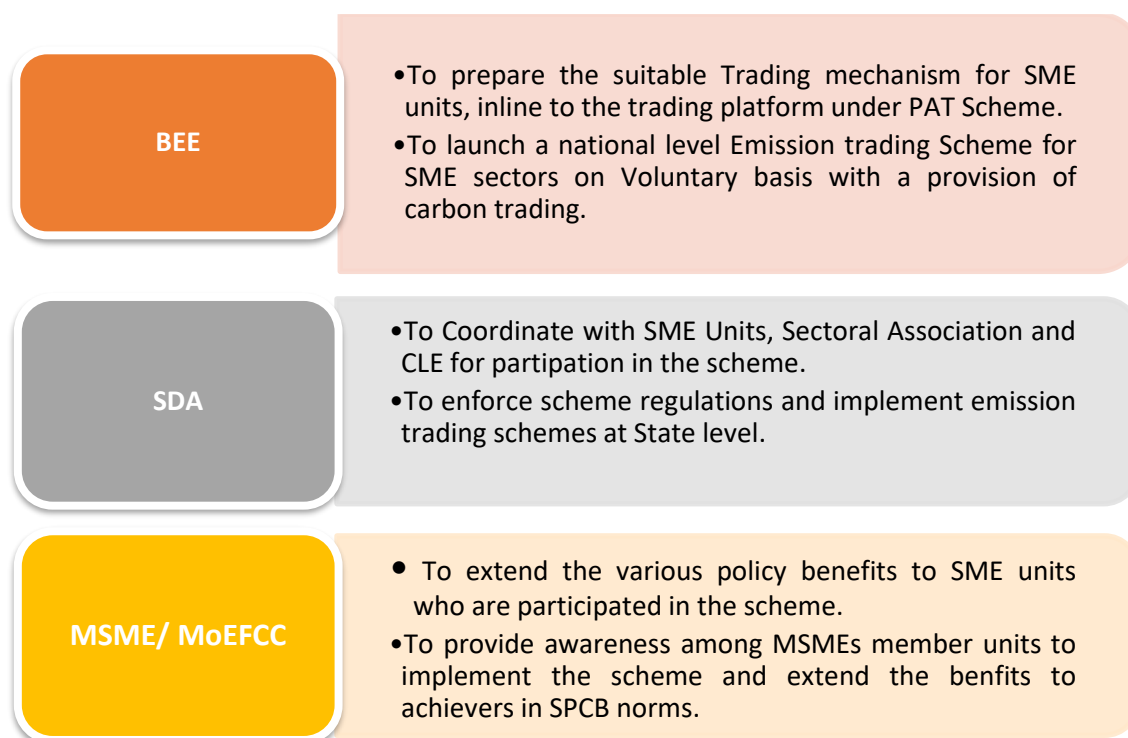 BEE
•To prepare the suitable Trading mechanism for SME
units, inline to the trading platform under PAT Scheme.
•To launch a national level Emission trading Scheme for
SME sectors on Voluntary basis with a provision of
carbon trading.
SDA
•To Coordinate with SME Units, Sectoral Association and
CLE for partipation in the scheme.
•To enforce scheme regulations and implement emission
trading schemes at State level.
MSME/ MoEFCC
• To extend the various policy benefits to SME units
who are participated in the scheme.
•To provide awareness among MSMEs member units to
implement the scheme and extend the benfits to
achievers in SPCB norms.